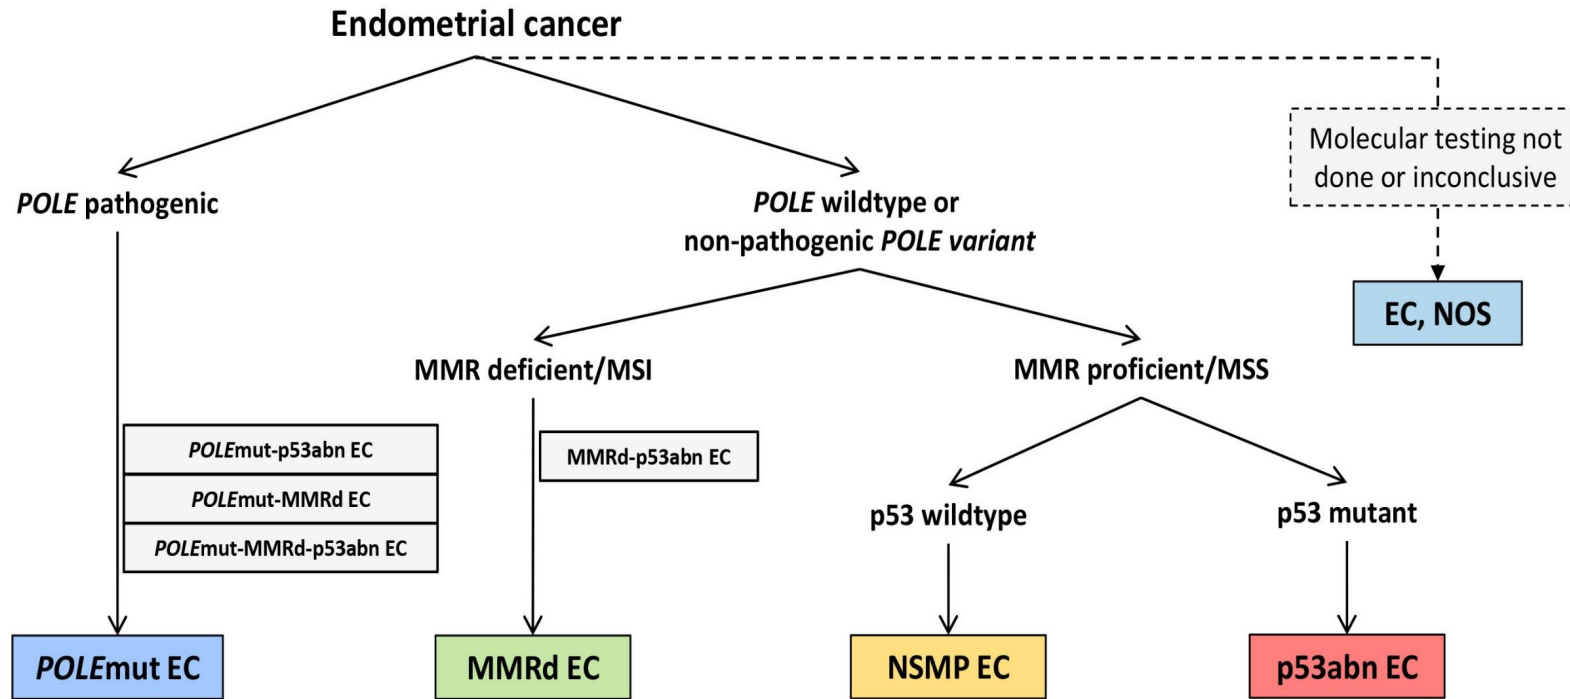 Endometrial cancer
Molecular testing not
done or inconclusive
POLE pathogenic
POLE wildtype or
non-pathogenic POLE variant
EC, NOS
MMR deficient/MSI
MMR proficient/MSS
POLEmut-p53abn EC
MMRd-p53abn EC
POLEmut-MMRd EC
POLEmut-MMRd-p53abn EC
p53 wildtype
p53 mutant
POLEmut EC
MMRd EC
NSMP EC
p53abn EC